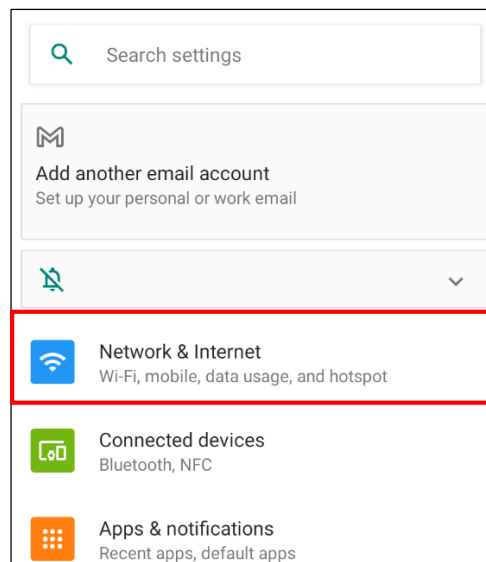 Search settings
Add another email account
Set up your personal or work email
Network & Internet
Wi-Fi, mobile, data usage, and hotspot
Connected devices
Bluetooth, NFC
Apps & notifications
Recent apps, default apps